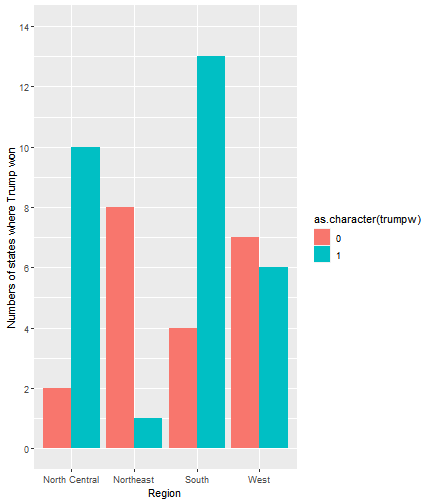 14
12
10
8
6
4
2
0
Numbers of states where Trump won
North Central Northeast South West
Region
as.character(trumpw)
0
1